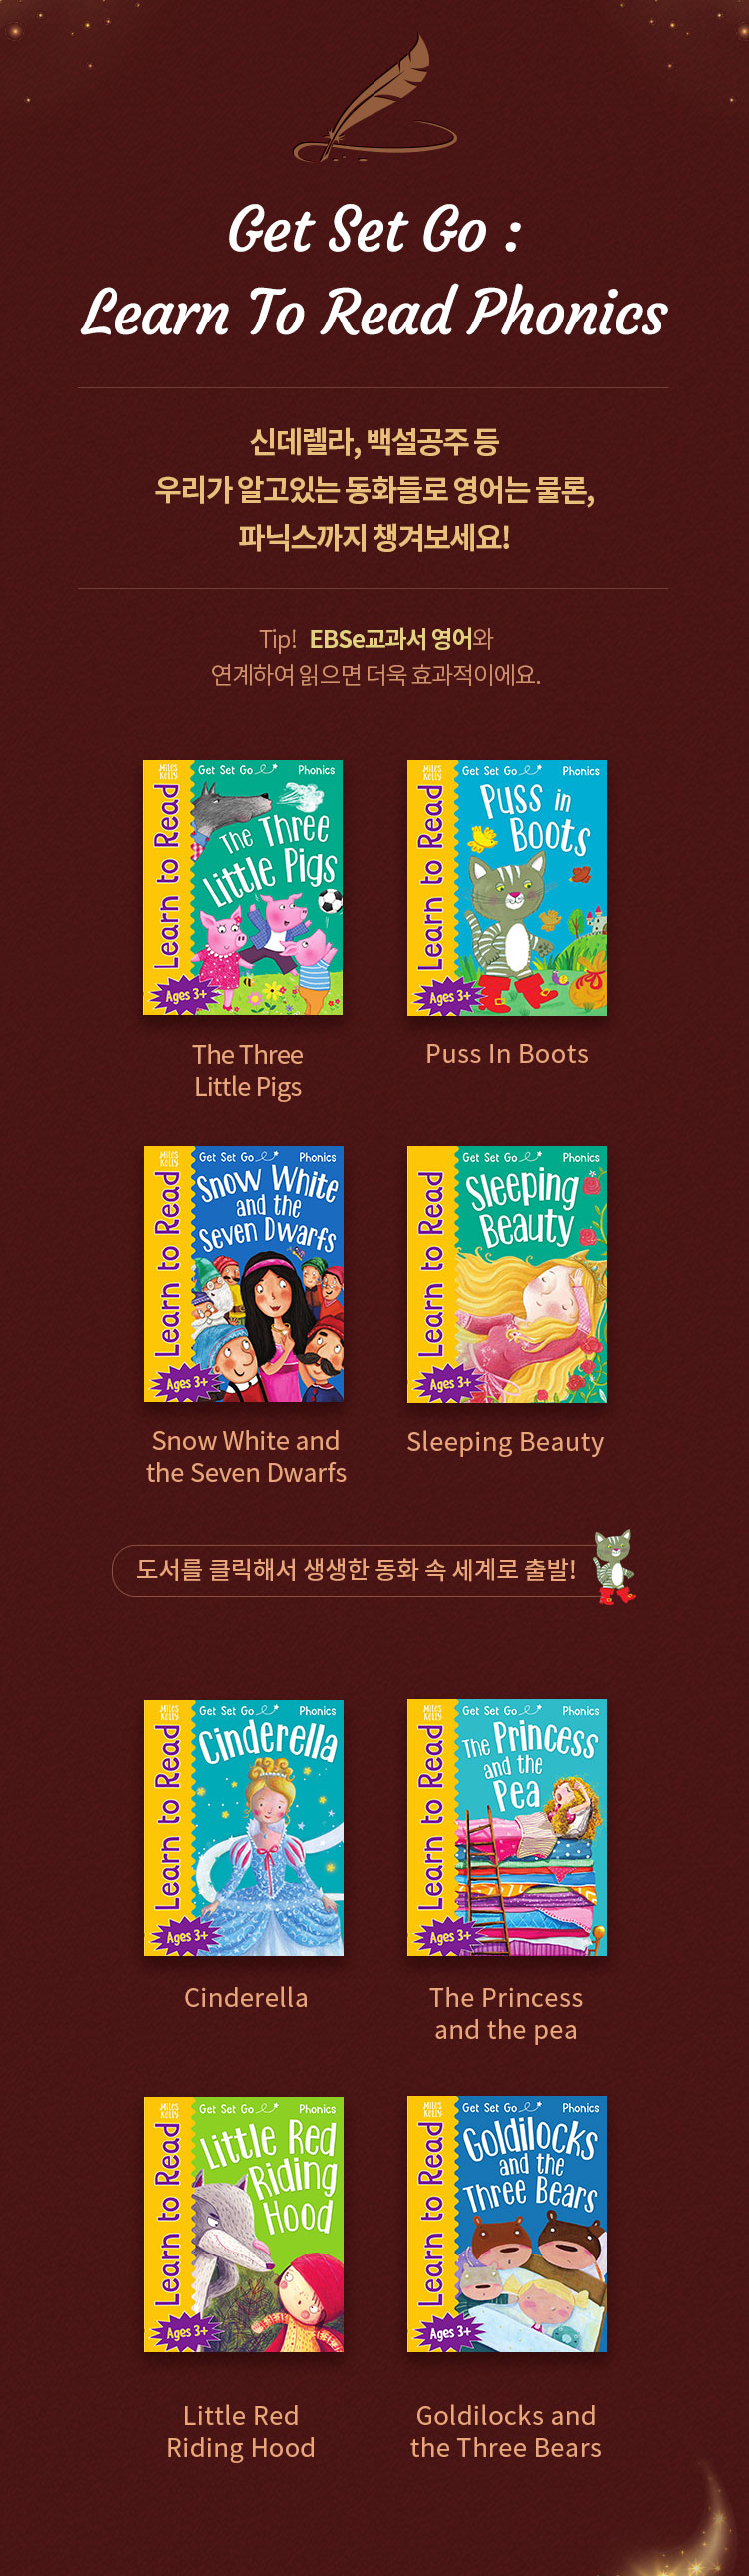 Get Set Go :
Learn To Read Phonics
신데렐라, 백설공주 등
우리가 알고있는 동화들로 영어는 물론,
파닉스까지 챙겨보세요!
Tip! EBSe교과서 영어와
연계하여 읽으면 더욱 효과적이에요.
Miles
Kelly
Get Set Go
Phonics
Learn to Read
The Three
Little Pigs
Ages 3+
Get Set Go
Phonics
Miles
Kelly
Learn to Read
Puss in
Boots
Ages 3+
The Three
Little Pigs
Puss In Boots
Miles
Kelly
Get Set Go
Phonics
Learn to Read
Snow White
and the
Seven Dwarfs
Ages 3+
Get Set Go
Phonics
Learn to Read
Sleeping
Beauty
Ages 3+
Snow White and
the Seven Dwarfs
Sleeping Beauty
도서를 클릭해서 생생한 동화 속 세계로 출발!
Miles
Kelly
Get Set Go
Phonics
Learn to Read
Cinderella
Ages 3+
Miles
Kelly
Get Set Go
Phonics
Learn to Read
The Princess
and the
Pea
Ages 3+
Cinderella
The Princess
and the pea
Miles
Kelly
Get Set Go
Phonics
Learn to Read
Little Red
Riding
Hood
Ages 3+
Miles
Kelly
Get Set Go
Phonics
Learn to Read
Goldilocks
and the
Three Bears
Ages 3+
Little Red
Riding Hood
Goldilocks and
the Three Bears